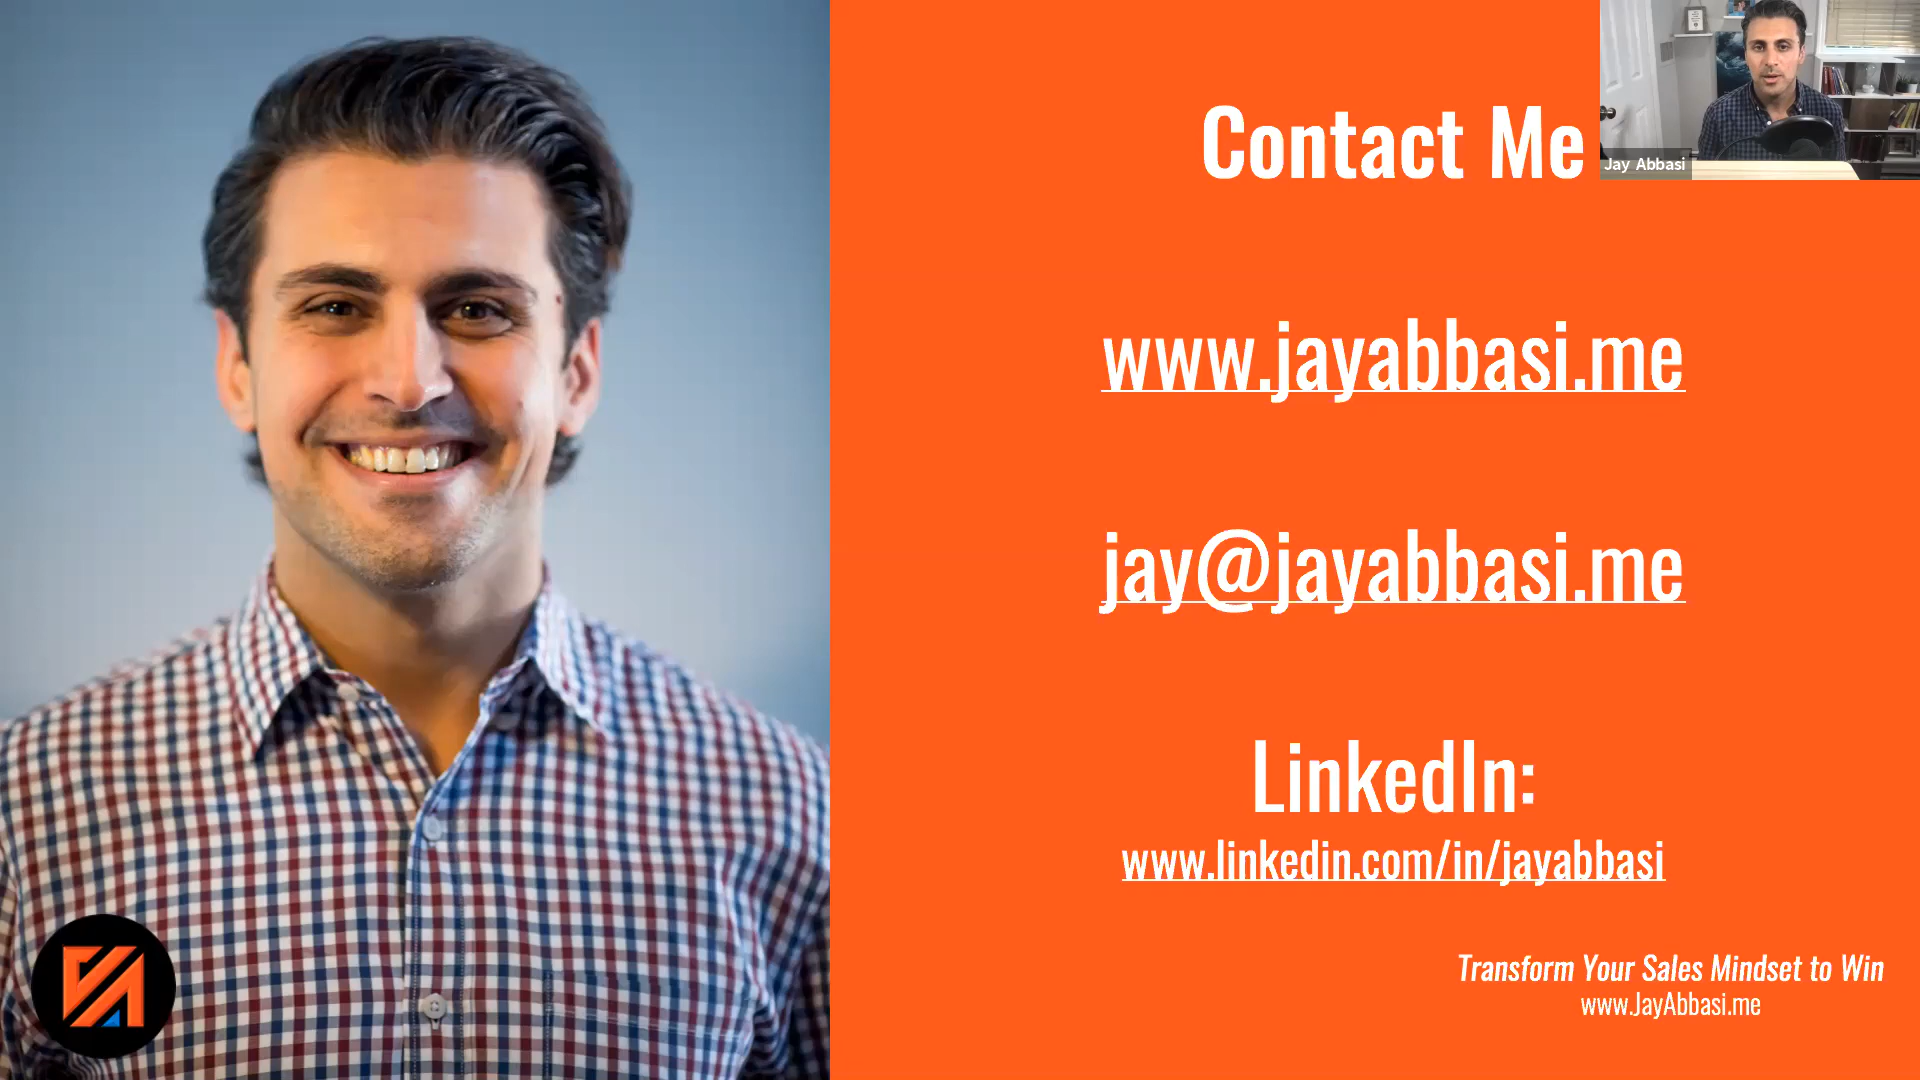 Contact Me
Jay Abbasi
www.jayabbasi.me
jay@jayabbasi.me
LinkedIn:
www.linkedin.com/in/jayabbasi
Transform Your Sales Mindset to Win
www.JayAbbasi.me